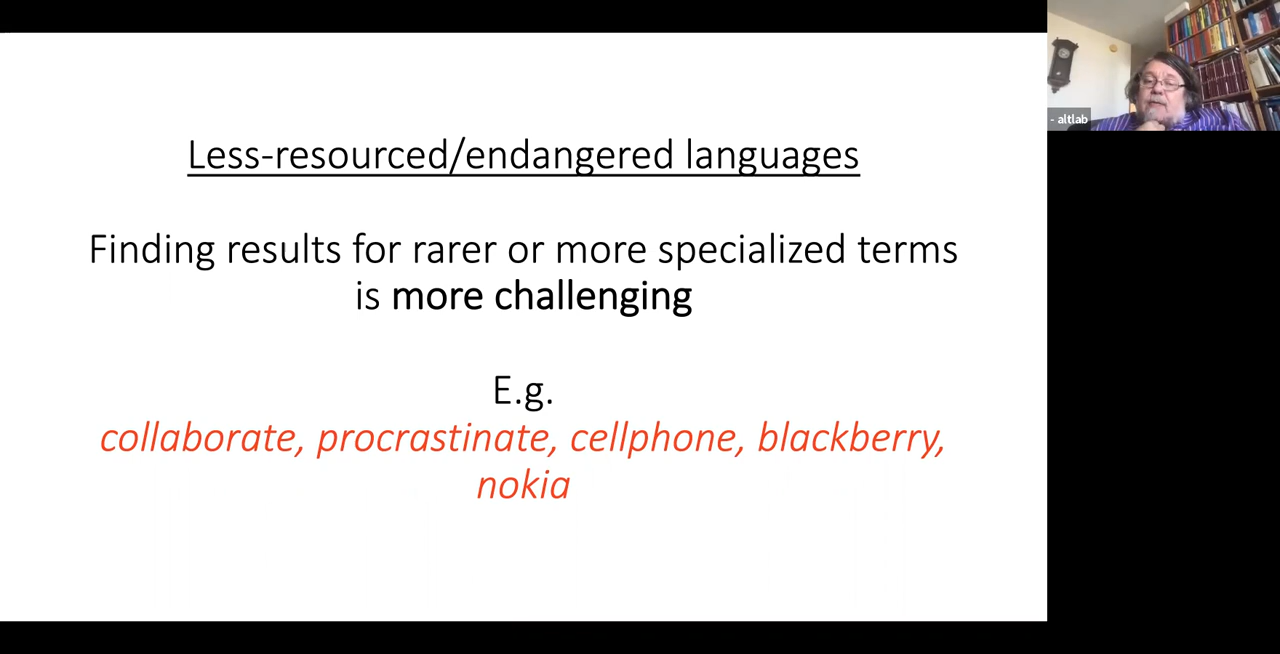 Less-resourced/endangered languages
Finding results for rarer or more specialized terms
is more challenging
E.g.
collaborate, procrastinate, cellphone, blackberry,
nokia
- altlab